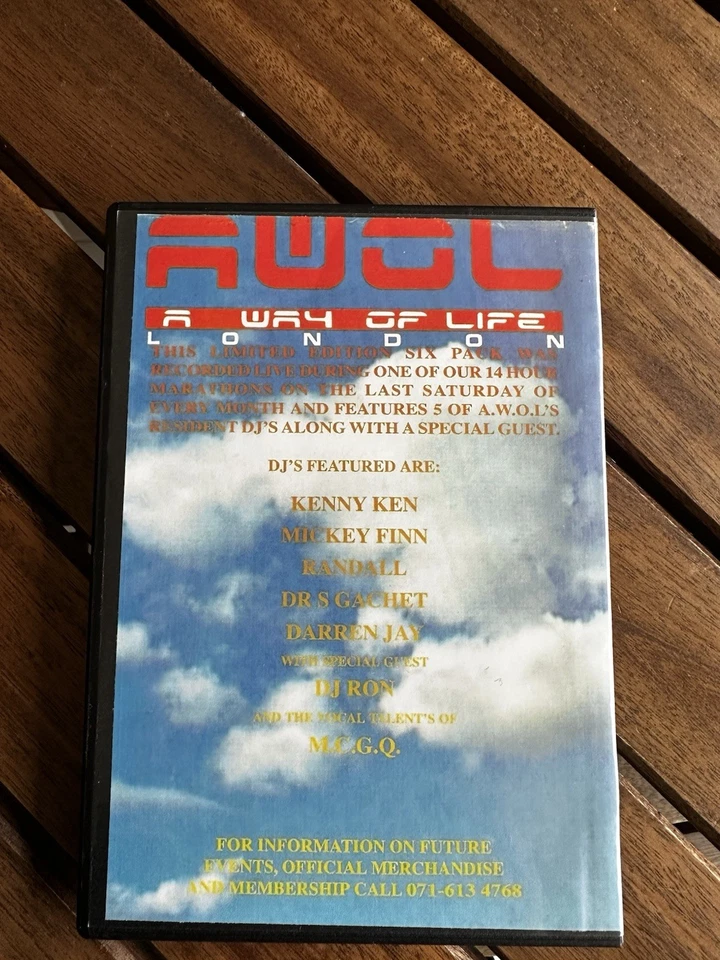 AWOL
A WAY OF LIFE
LONDON
THIS LIMITED EDITION SIX PACK WAS
RECORDED LIVE DURING ONE OF OUR 14 HOUR
MARATHONS ON THE LAST SATURDAY OF
EVERY MONTH AND FEATURES 5 OF A.W.O.L'S
RESIDENT DJ'S ALONG WITH A SPECIAL GUEST.
DJ'S FEATURED ARE:
KENNY KEN
MICKEY FINN
RANDALL
DR S GACHET
DARREN JAY
WITH SPECIAL GUEST
DJ RON
AND THE VOCAL TALENT'S OF
M.C.G.Q.
FOR INFORMATION ON FUTURE
EVENTS, OFFICIAL MERCHANDISE
AND MEMBERSHIP CALL 071-613 4768